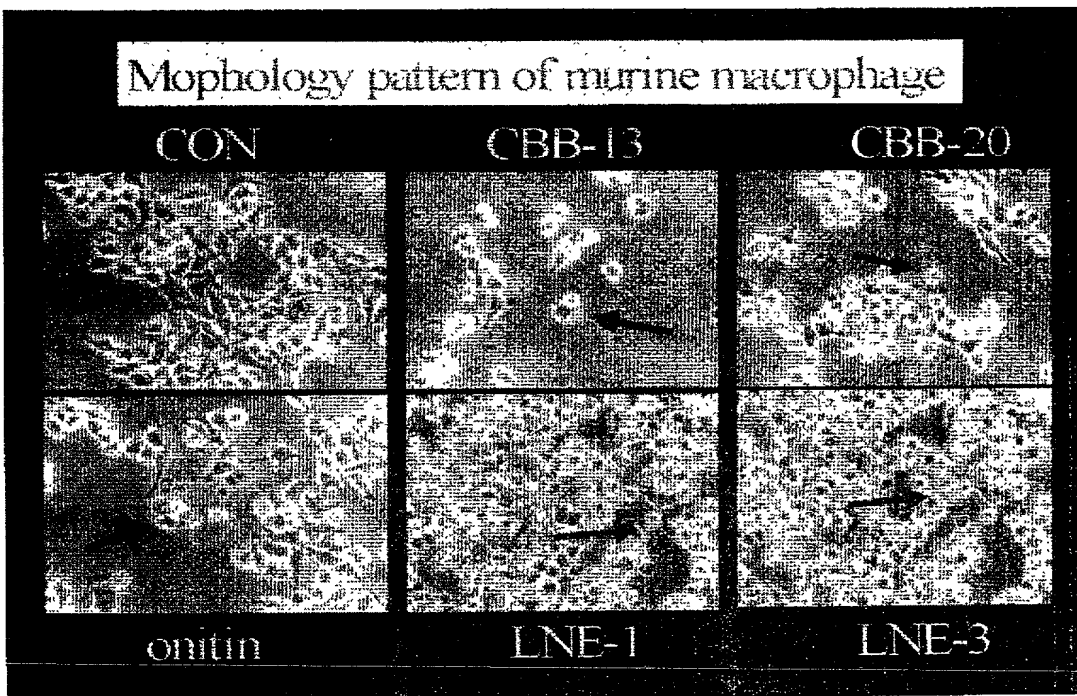 Mophology pattern of murine macrophage
CON CBB-13 CBB-20
onitin LNE-1 LNE-3